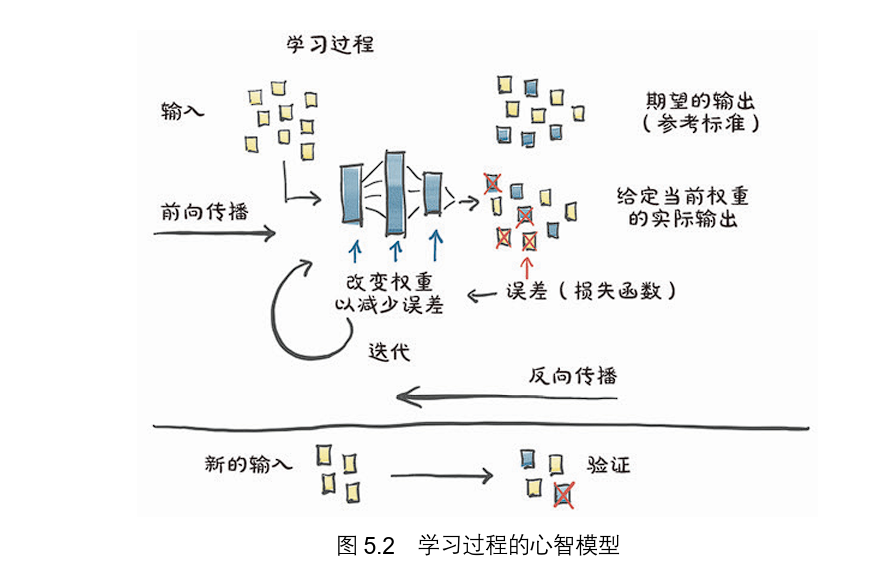 学习过程
输入
期望的输出
（参考标准）
前向传播
给定当前权重
的实际输出
改变权重
以减少误差
误差（损失函数）
迭代
反向传播
新的输入
验证
图 5.2 学习过程的心智模型